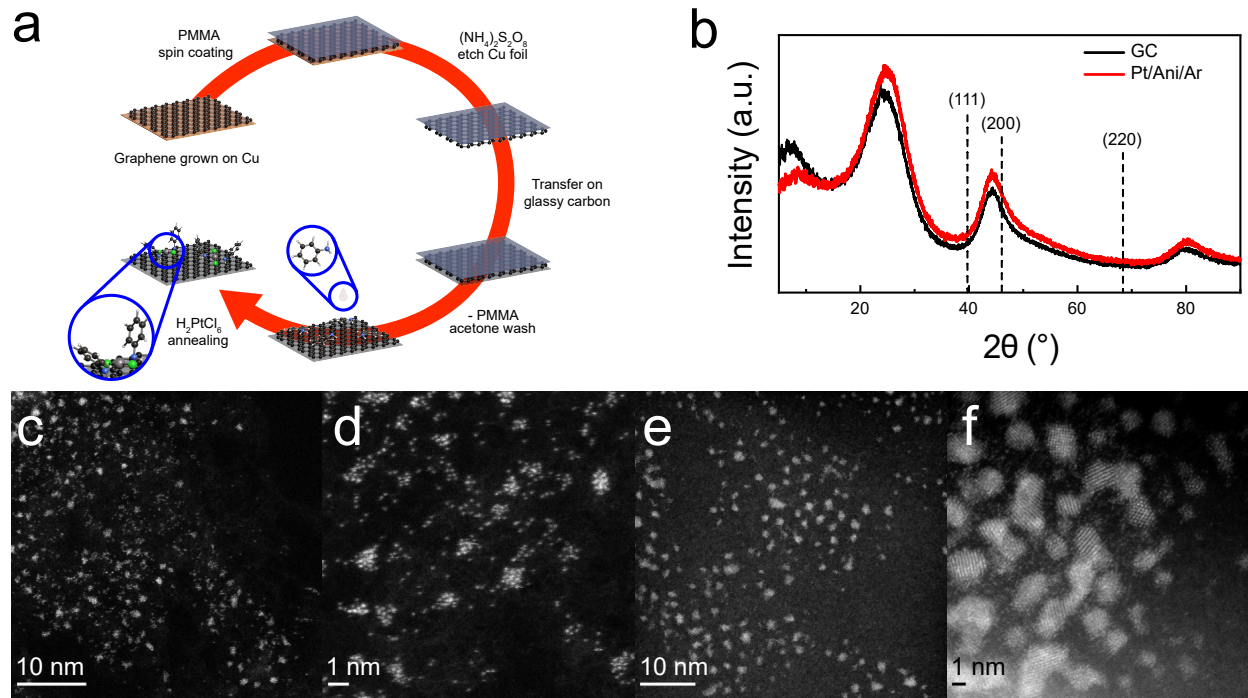 a
PMMA
spin coating
(NH₄)₂S₂O₈
etch Cu foil
Graphene grown on Cu
Transfer on
glassy carbon
- PMMA
acetone wash
H₂PtCl₆
annealing
b
GC
Pt/Ani/Ar
(111)
(200)
(220)
Intensity (a.u.)
20
40
60
80
2θ (°)
c
10 nm
d
1 nm
e
10 nm
f
1 nm